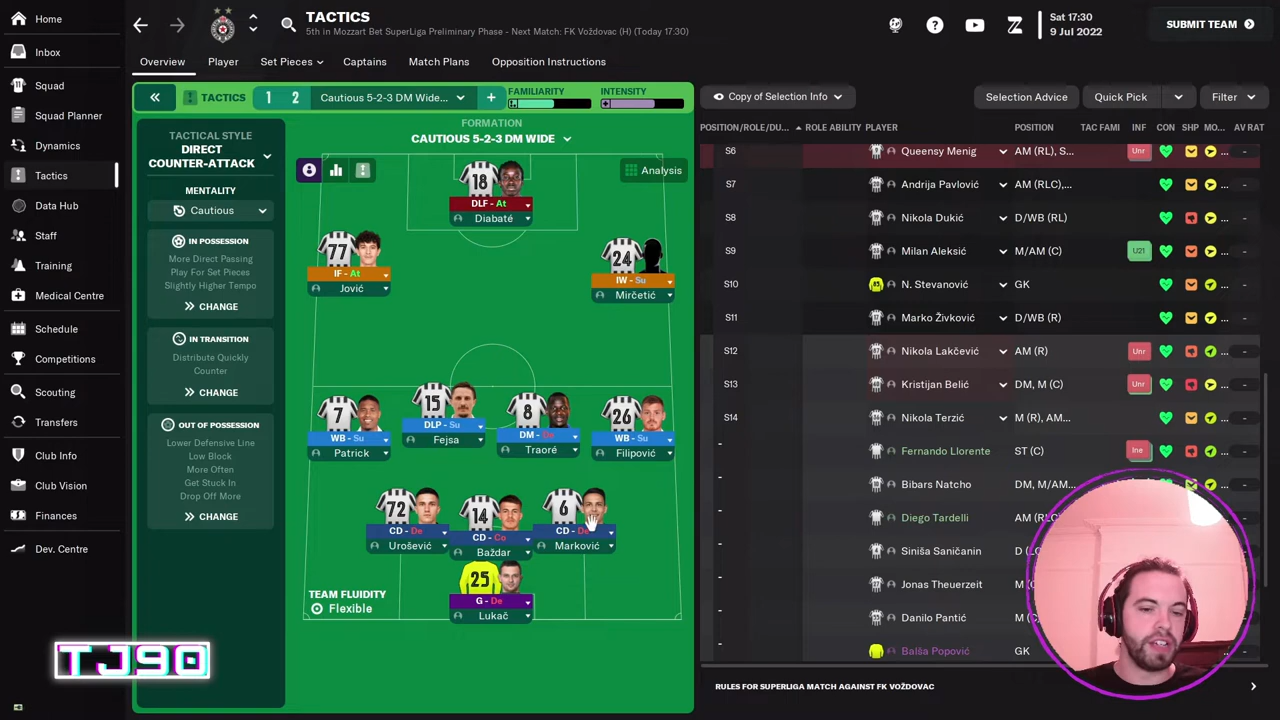 Home
Inbox
Squad
Squad Planner
Dynamics
Tactics
Data Hub
Staff
Training
Medical Centre
Schedule
Competitions
Scouting
Transfers
Club Info
Club Vision
Finances
Dev. Centre
TACTICS
5th in Mozzart Bet SuperLiga Preliminary Phase - Next Match: FK Voždovac (H) (Today 17:30)
Sat 17:30
9 Jul 2022
SUBMIT TEAM
Overview Player Set Pieces Captains Match Plans Opposition Instructions
TACTICS 1 2 Cautious 5-2-3 DM Wide... +
FAMILIARITY
INTENSITY
TACTICAL STYLE
DIRECT
COUNTER-ATTACK
MENTALITY
Cautious
IN POSSESSION
More Direct Passing
Play For Set Pieces
Slightly Higher Tempo
CHANGE
IN TRANSITION
Distribute Quickly
Counter
CHANGE
OUT OF POSSESSION
Lower Defensive Line
Low Block
More Often
Get Stuck In
Drop Off More
CHANGE
FORMATION
CAUTIOUS 5-2-3 DM WIDE
Analysis
18
DLF - At
Diabaté
77
IF - At
Jović
24
IW - Su
Mirčetić
7
WB - Su
Patrick
15
DLP - Su
Fejsa
8
DM - De
Traoré
26
WB - Su
Filipović
72
CD - De
Urošević
14
CD - Co
Baždar
6
CD - De
Marković
25
G - De
Lukač
TEAM FLUIDITY
Flexible
TJ90
Copy of Selection Info Selection Advice Quick Pick Filter
POSITION/ROLE/DU... ROLE ABILITY PLAYER POSITION TAC FAMI INF CON SHP MO... AV RAT
S6 Queensy Menig AM (RL), S... Unr -
S7 Andrija Pavlović AM (RLC),... -
S8 Nikola Dukić D/WB (RL) -
S9 Milan Aleksić M/AM (C) U21 -
S10 N. Stevanović GK -
S11 Marko Živković D/WB (R) -
S12 Nikola Lakčević AM (R) Unr -
S13 Kristijan Belić DM, M (C) Unr -
S14 Nikola Terzić M (R), AM... -
- Fernando Llorente ST (C) Ine -
- Bibars Natcho DM, M/AM... -
- Diego Tardelli AM (RLC)
- Siniša Saničanin D (LC)
- Jonas Theuerzeit M (C)
- Danilo Pantić M (C)
- Balša Popović GK
RULES FOR SUPERLIGA MATCH AGAINST FK VOŽDOVAC